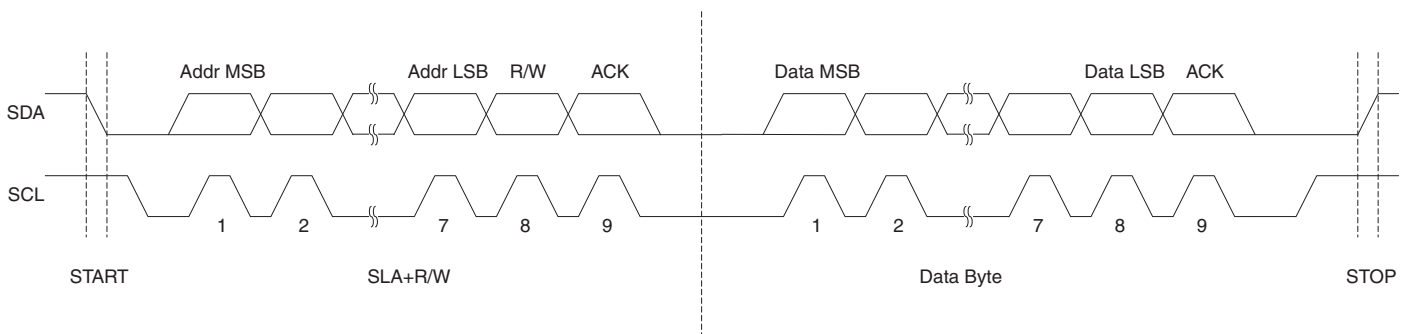 Addr MSB Addr LSB R/W ACK Data MSB Data LSB ACK
SDA
SCL
1 2 7 8 9 1 2 7 8 9
START SLA+R/W Data Byte STOP